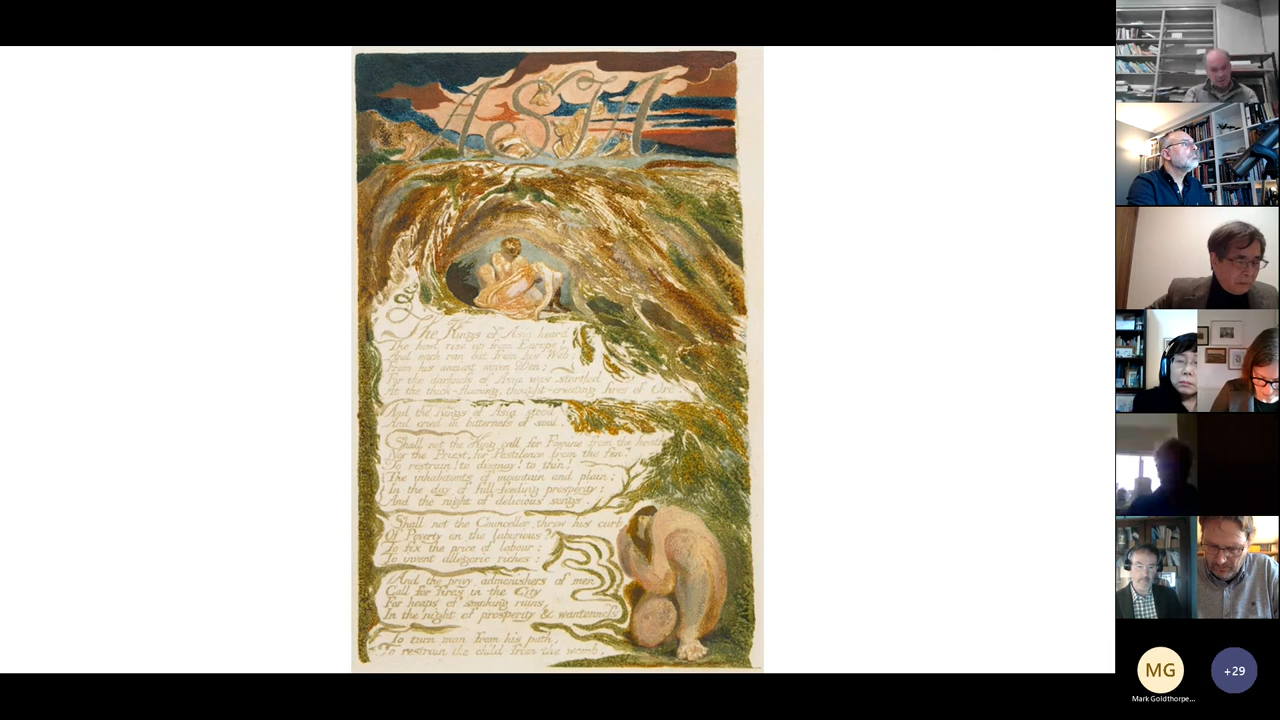 ASIA
The Kings of Asia heard
The howl rise up from Europe!
And each ran out from his Web;
From his ancient woven Den;
For the darkness of Asia was startled
At the thick-flaming, thought-creating fires of Orc.
And the Kings of Asia stood
And cried in bitterness of soul.
Shall not the King call for Famine from the heath?
Nor the Priest, for Pestilence from the fen?
To restrain! to dismay! to thin!
The inhabitants of mountain and plain;
In the day of full-feeding prosperity;
And the night of delicious songs.
Shall not the Councellor throw his curb
Of Poverty on the laborious?
To fix the price of labour;
To invent allegoric riches:
And the privy admonishers of men
Call for Fires in the City
For heaps of smoking ruins,
In the night of prosperity & wantonness
To turn man from his path,
To restrain the child from the womb,
MG
+29
Mark Goldthorpe...